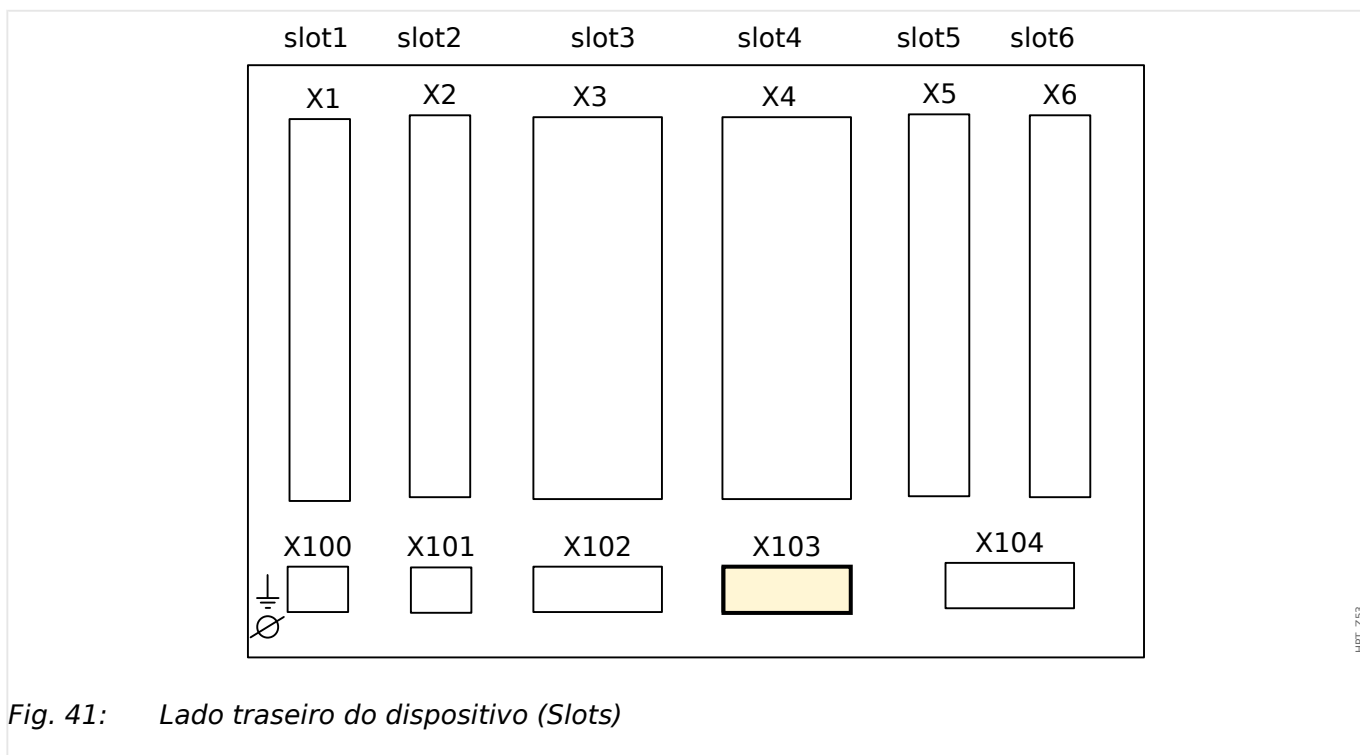 slot1 slot2 slot3 slot4 slot5 slot6
X1 X2 X3 X4 X5 X6
X100 X101 X102 X103 X104
HPT_Z53
Fig. 41: Lado traseiro do dispositivo (Slots)